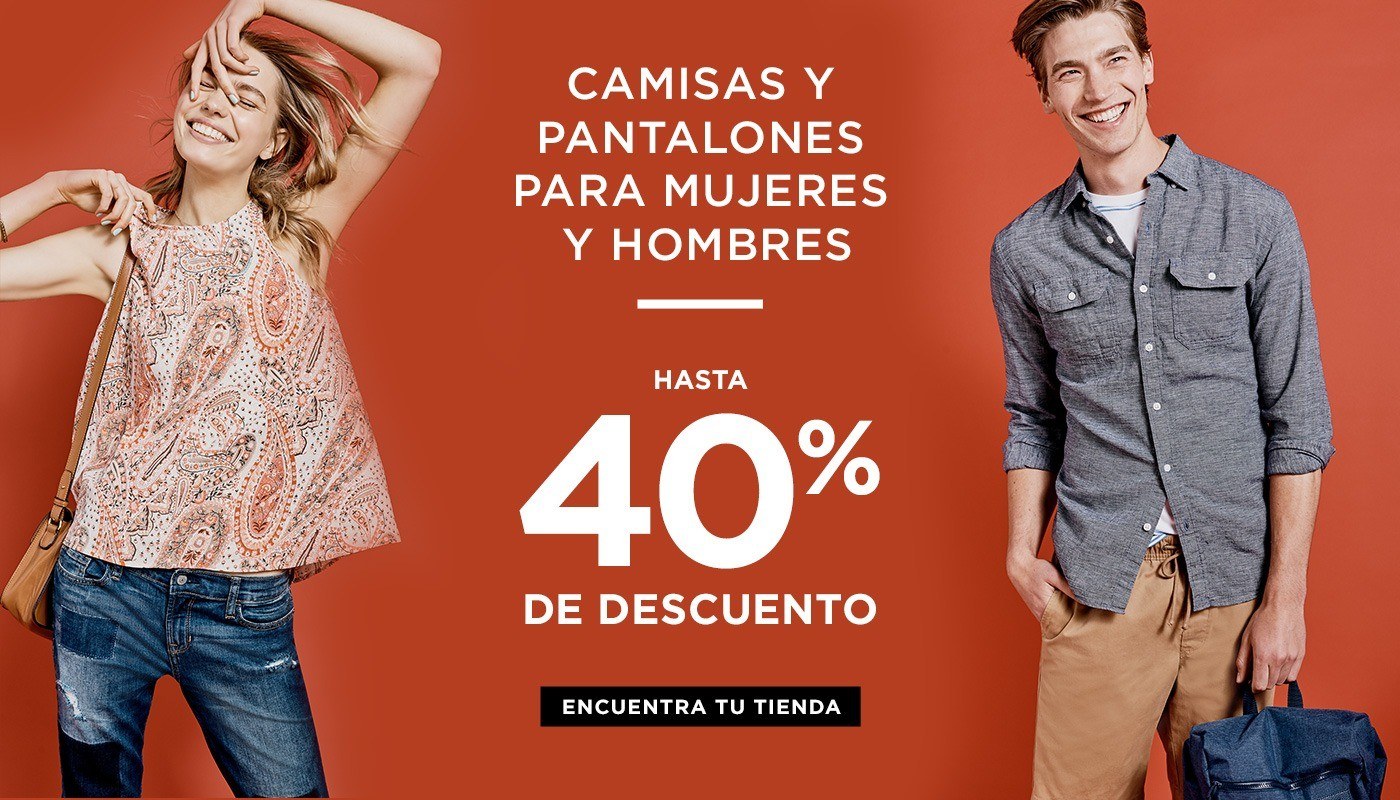 CAMISAS Y
PANTALONES
PARA MUJERES
Y HOMBRES
HASTA
40%
DE DESCUENTO
ENCUENTRA TU TIENDA